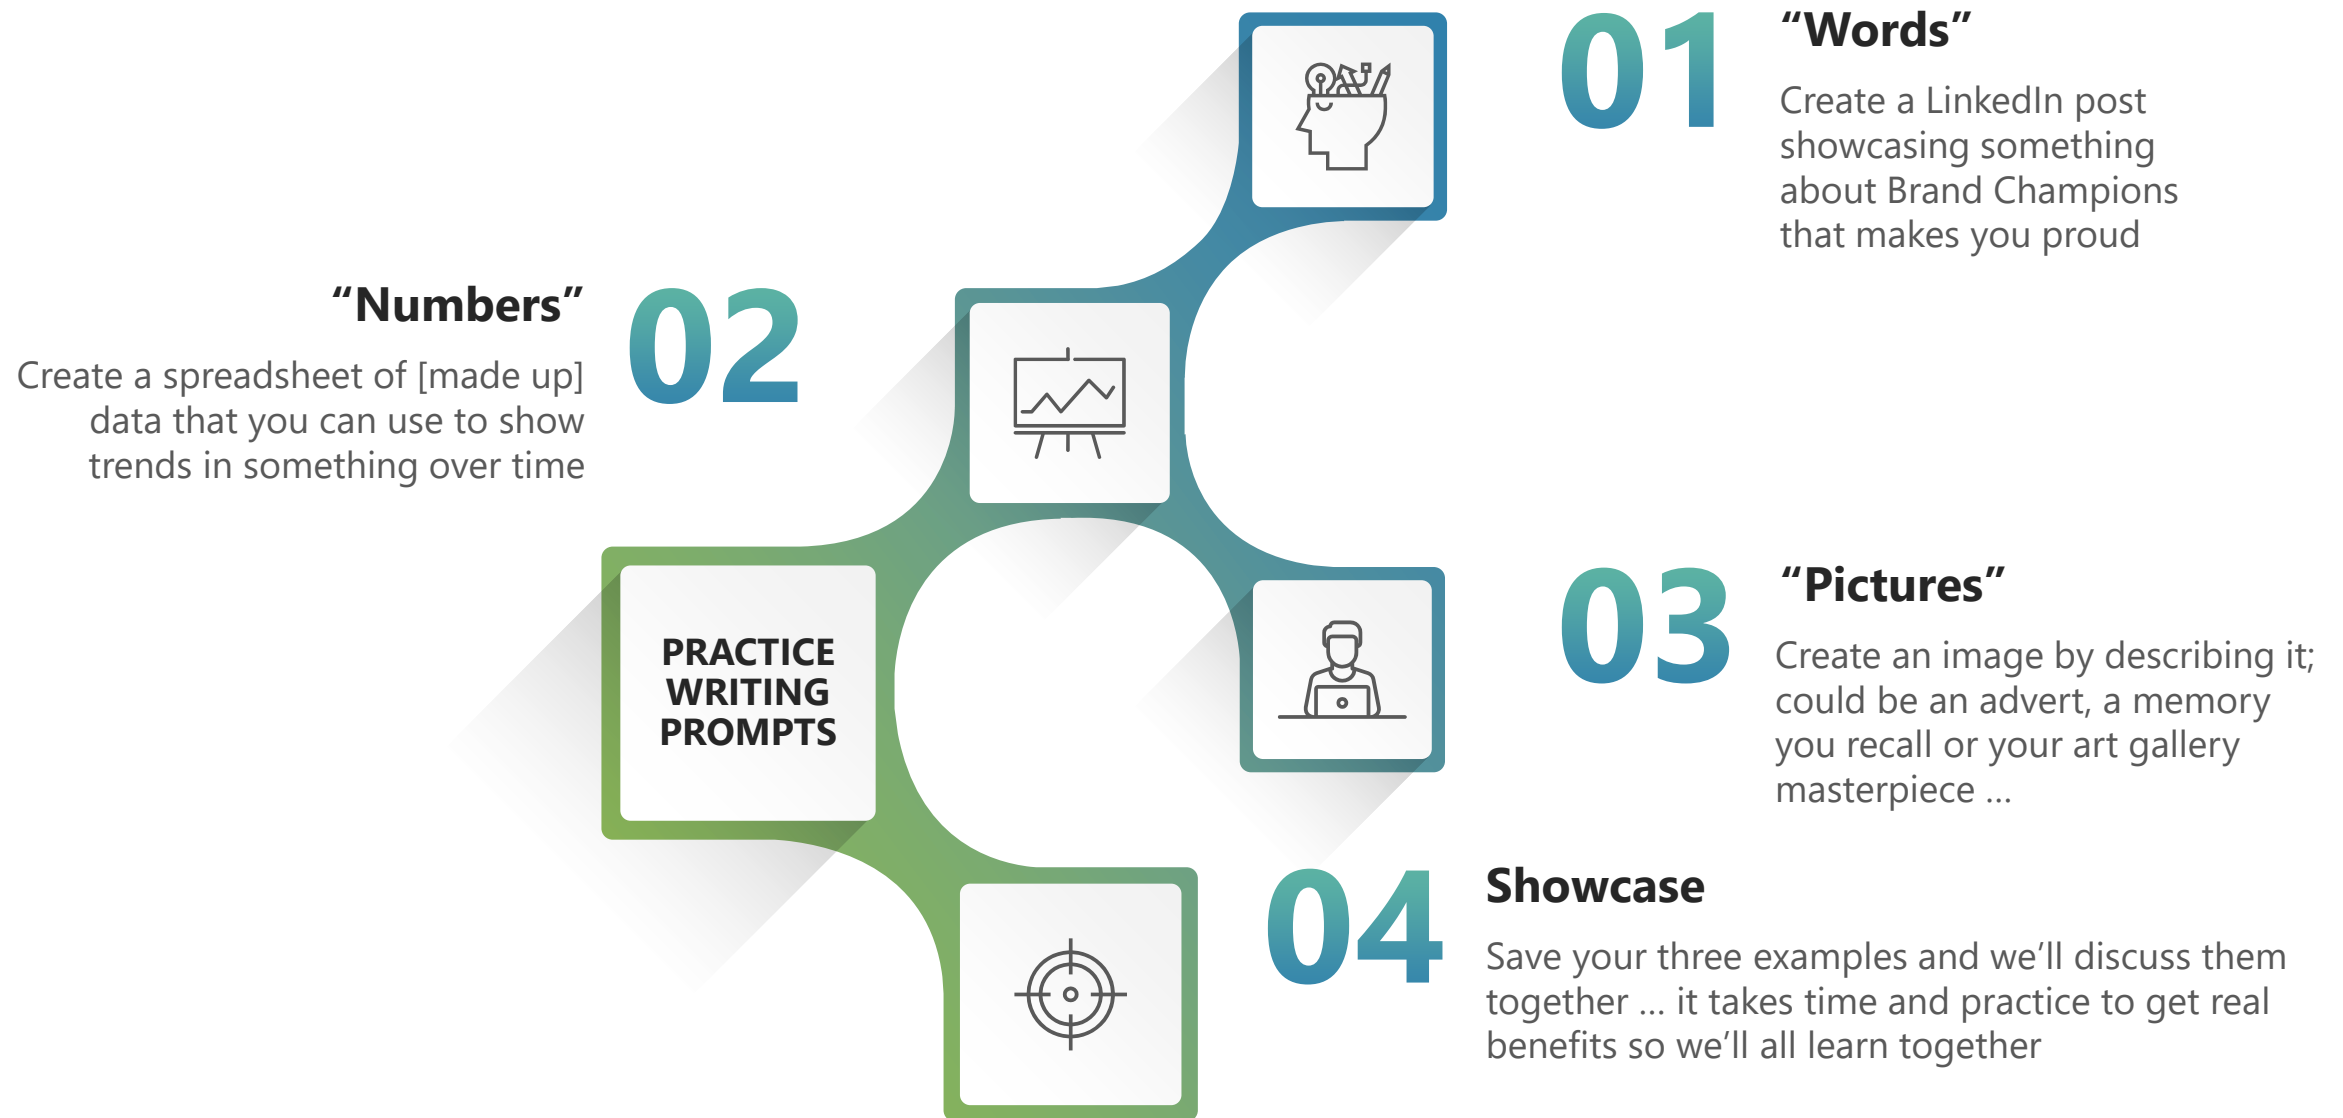 01
“Words”
Create a LinkedIn post
showcasing something
about Brand Champions
that makes you proud
“Numbers”
02
Create a spreadsheet of [made up]
data that you can use to show
trends in something over time
PRACTICE
WRITING
PROMPTS
03
“Pictures”
Create an image by describing it;
could be an advert, a memory
you recall or your art gallery
masterpiece ...
04
Showcase
Save your three examples and we’ll discuss them
together ... it takes time and practice to get real
benefits so we’ll all learn together